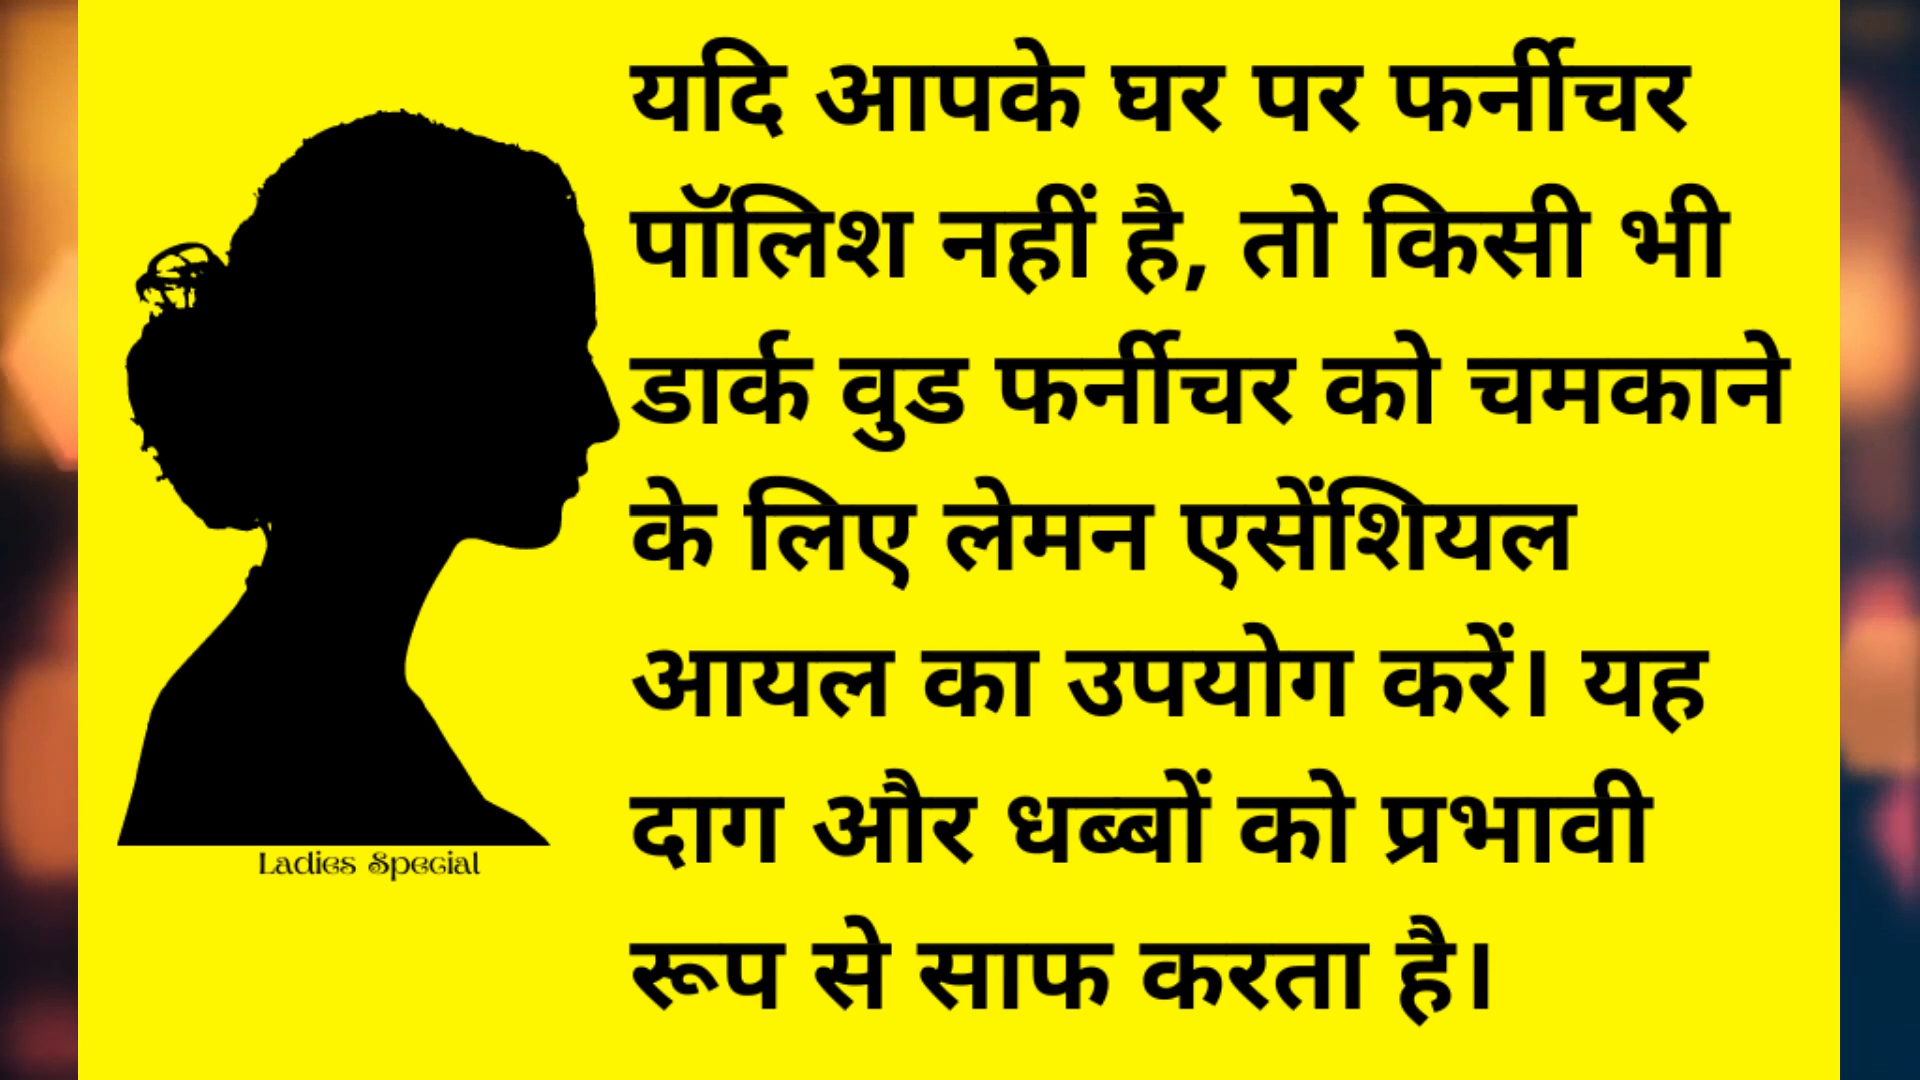 यदि आपके घर पर फर्नीचर
पॉलिश नहीं है, तो किसी भी
डार्क वुड फर्नीचर को चमकाने
के लिए लेमन एसेंशियल
आयल का उपयोग करें। यह
दाग और धब्बों को प्रभावी
रूप से साफ करता है।
Ladies Special